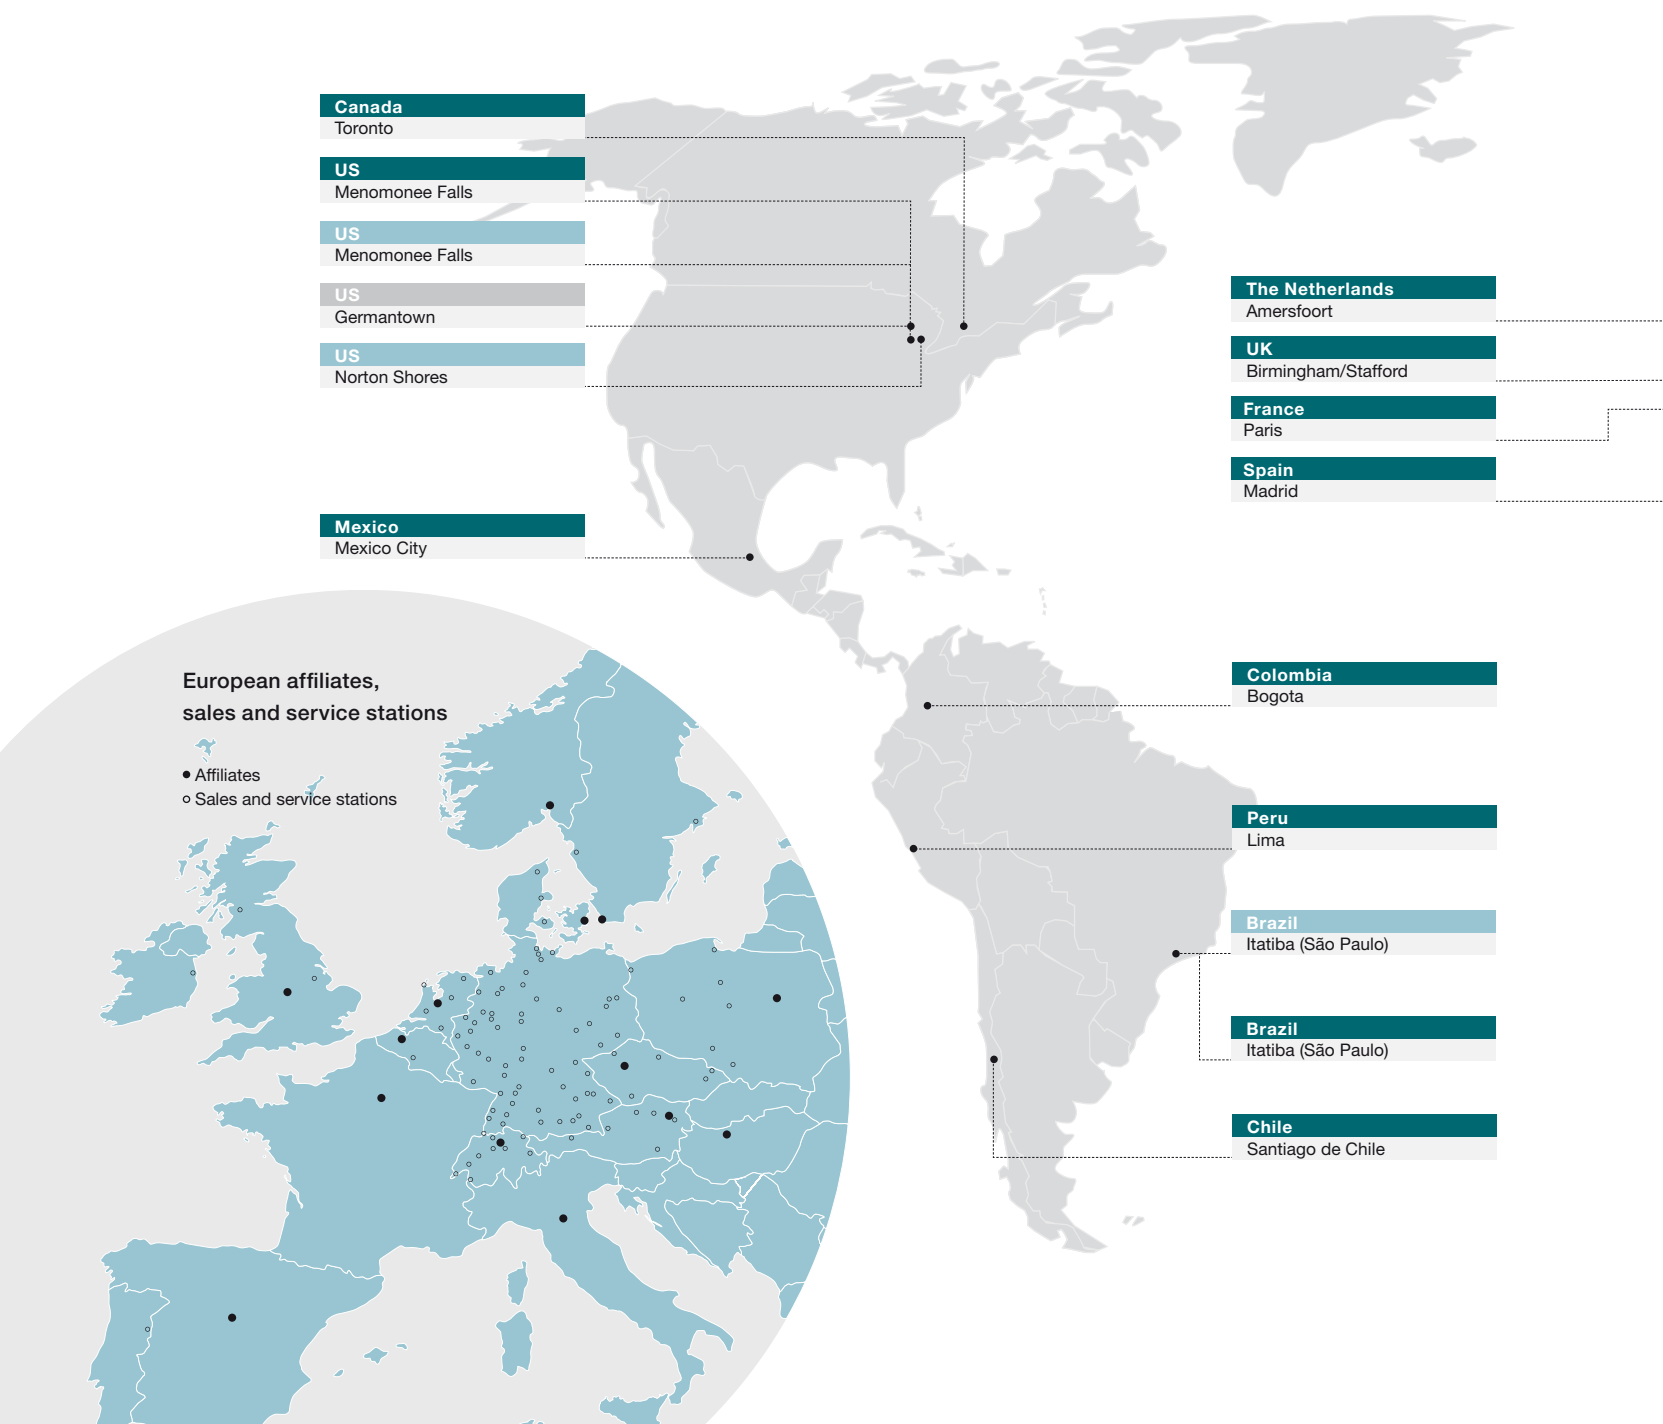 Canada
Toronto
US
Menomonee Falls
US
Menomonee Falls
US
Germantown
US
Norton Shores
Mexico
Mexico City
The Netherlands
Amersfoort
UK
Birmingham/Stafford
France
Paris
Spain
Madrid
Colombia
Bogota
Peru
Lima
Brazil
Itatiba (São Paulo)
Brazil
Itatiba (São Paulo)
Chile
Santiago de Chile
European affiliates,
sales and service stations
Affiliates
Sales and service stations